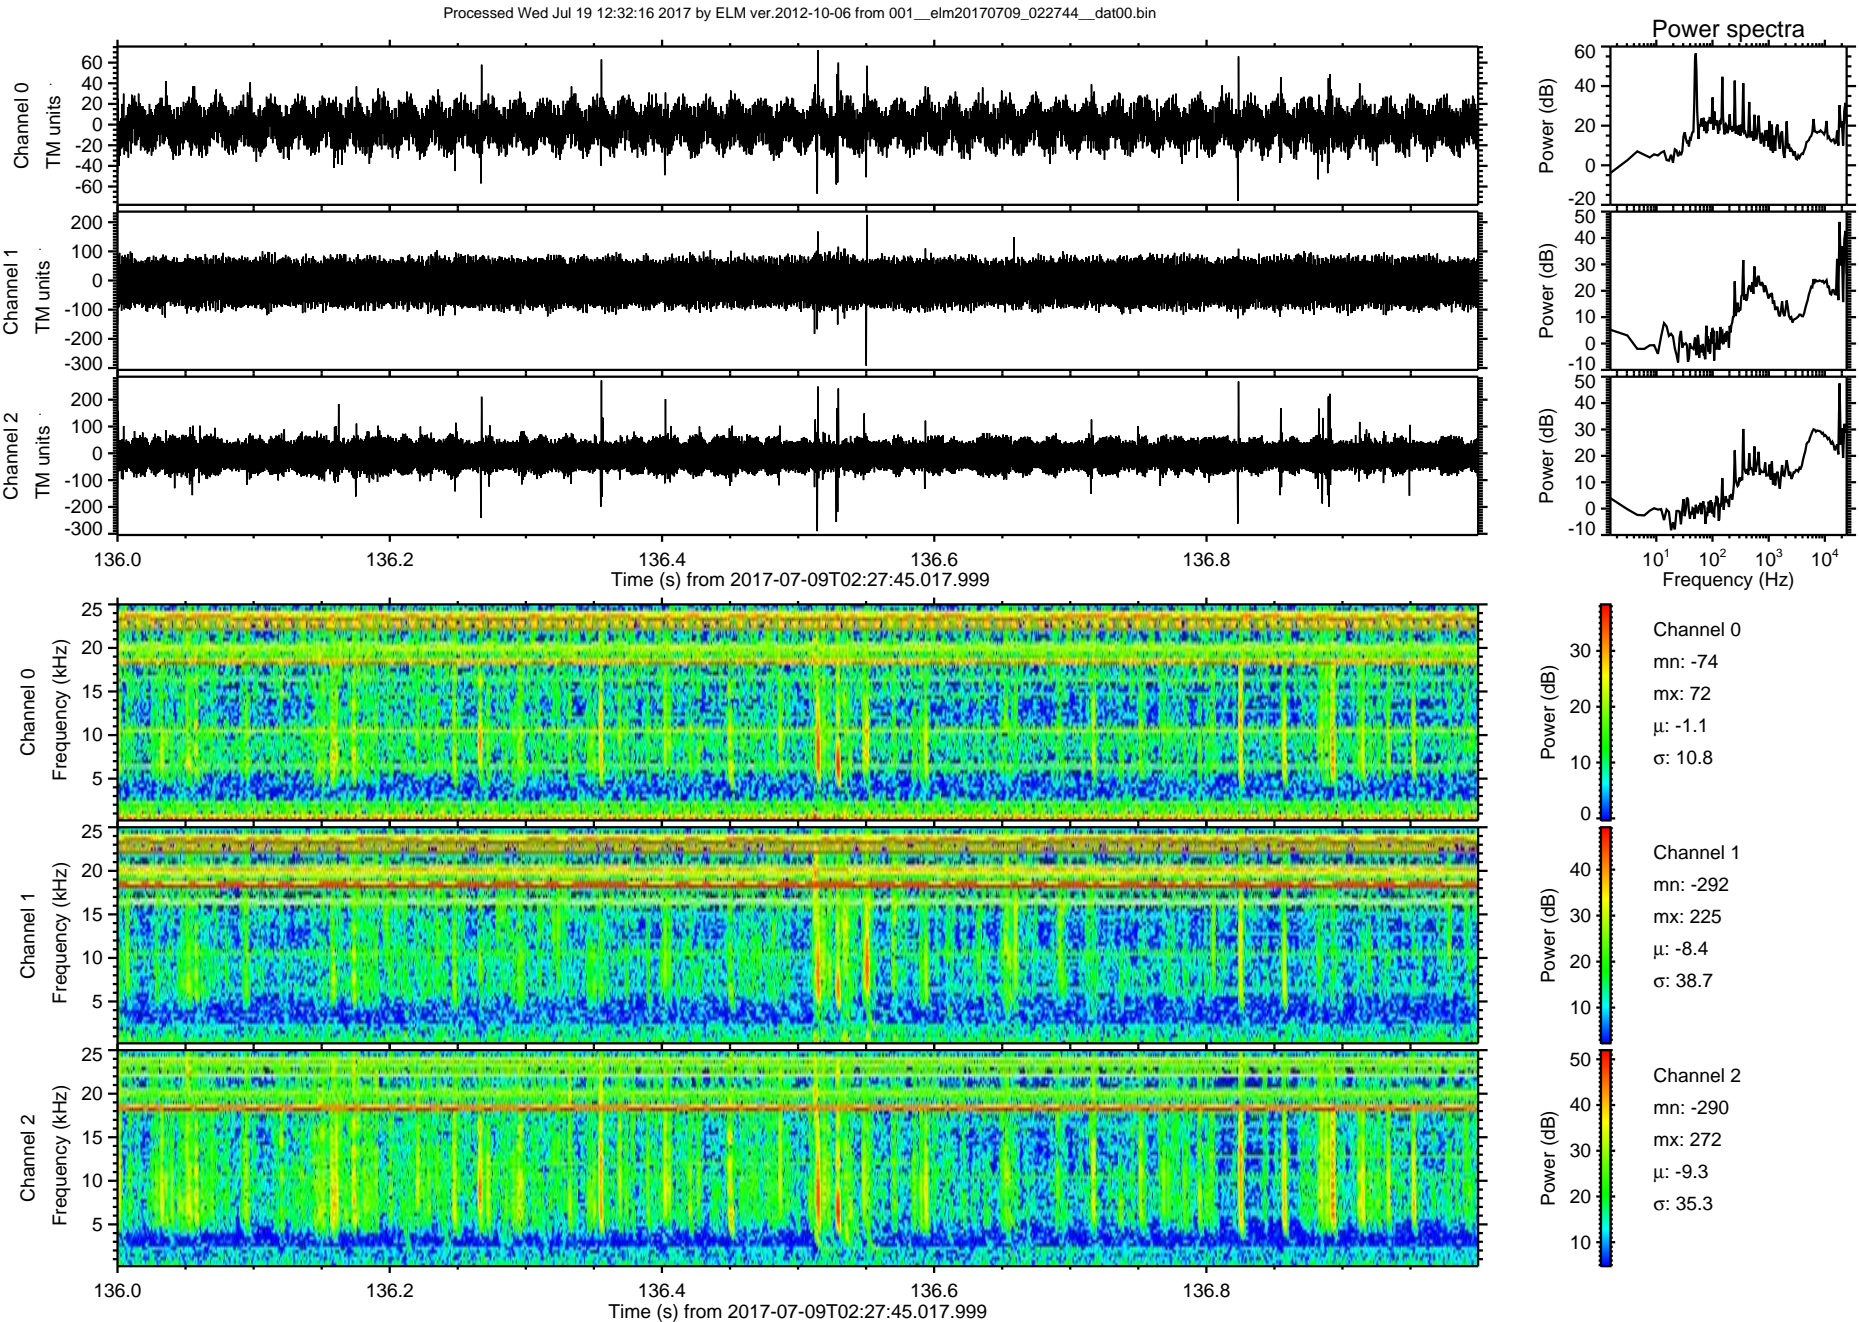 Processed Wed Jul 19 12:32:16 2017 by ELM ver.2012-10-06 from 001__elm20170709_022744__dat00.bin
Power spectra
Channel 0
TM units
60
40
20
0
-20
-40
-60
Power (dB)
60
40
20
0
-20
Channel 1
TM units
200
100
0
-100
-200
-300
Power (dB)
50
40
30
20
10
0
-10
Channel 2
TM units
200
100
0
-100
-200
-300
Power (dB)
50
40
30
20
10
0
-10
136.0 136.2 136.4 136.6 136.8
Time (s) from 2017-07-09T02:27:45.017.999
10¹ 10² 10³ 10⁴
Frequency (Hz)
Channel 0
Frequency (kHz)
25
20
15
10
5
Power (dB)
30
20
10
0
Channel 0
mn: -74
mx: 72
μ: -1.1
σ: 10.8
Channel 1
Frequency (kHz)
25
20
15
10
5
Power (dB)
40
30
20
10
Channel 1
mn: -292
mx: 225
μ: -8.4
σ: 38.7
Channel 2
Frequency (kHz)
25
20
15
10
5
Power (dB)
50
40
30
20
10
Channel 2
mn: -290
mx: 272
μ: -9.3
σ: 35.3
136.0 136.2 136.4 136.6 136.8
Time (s) from 2017-07-09T02:27:45.017.999